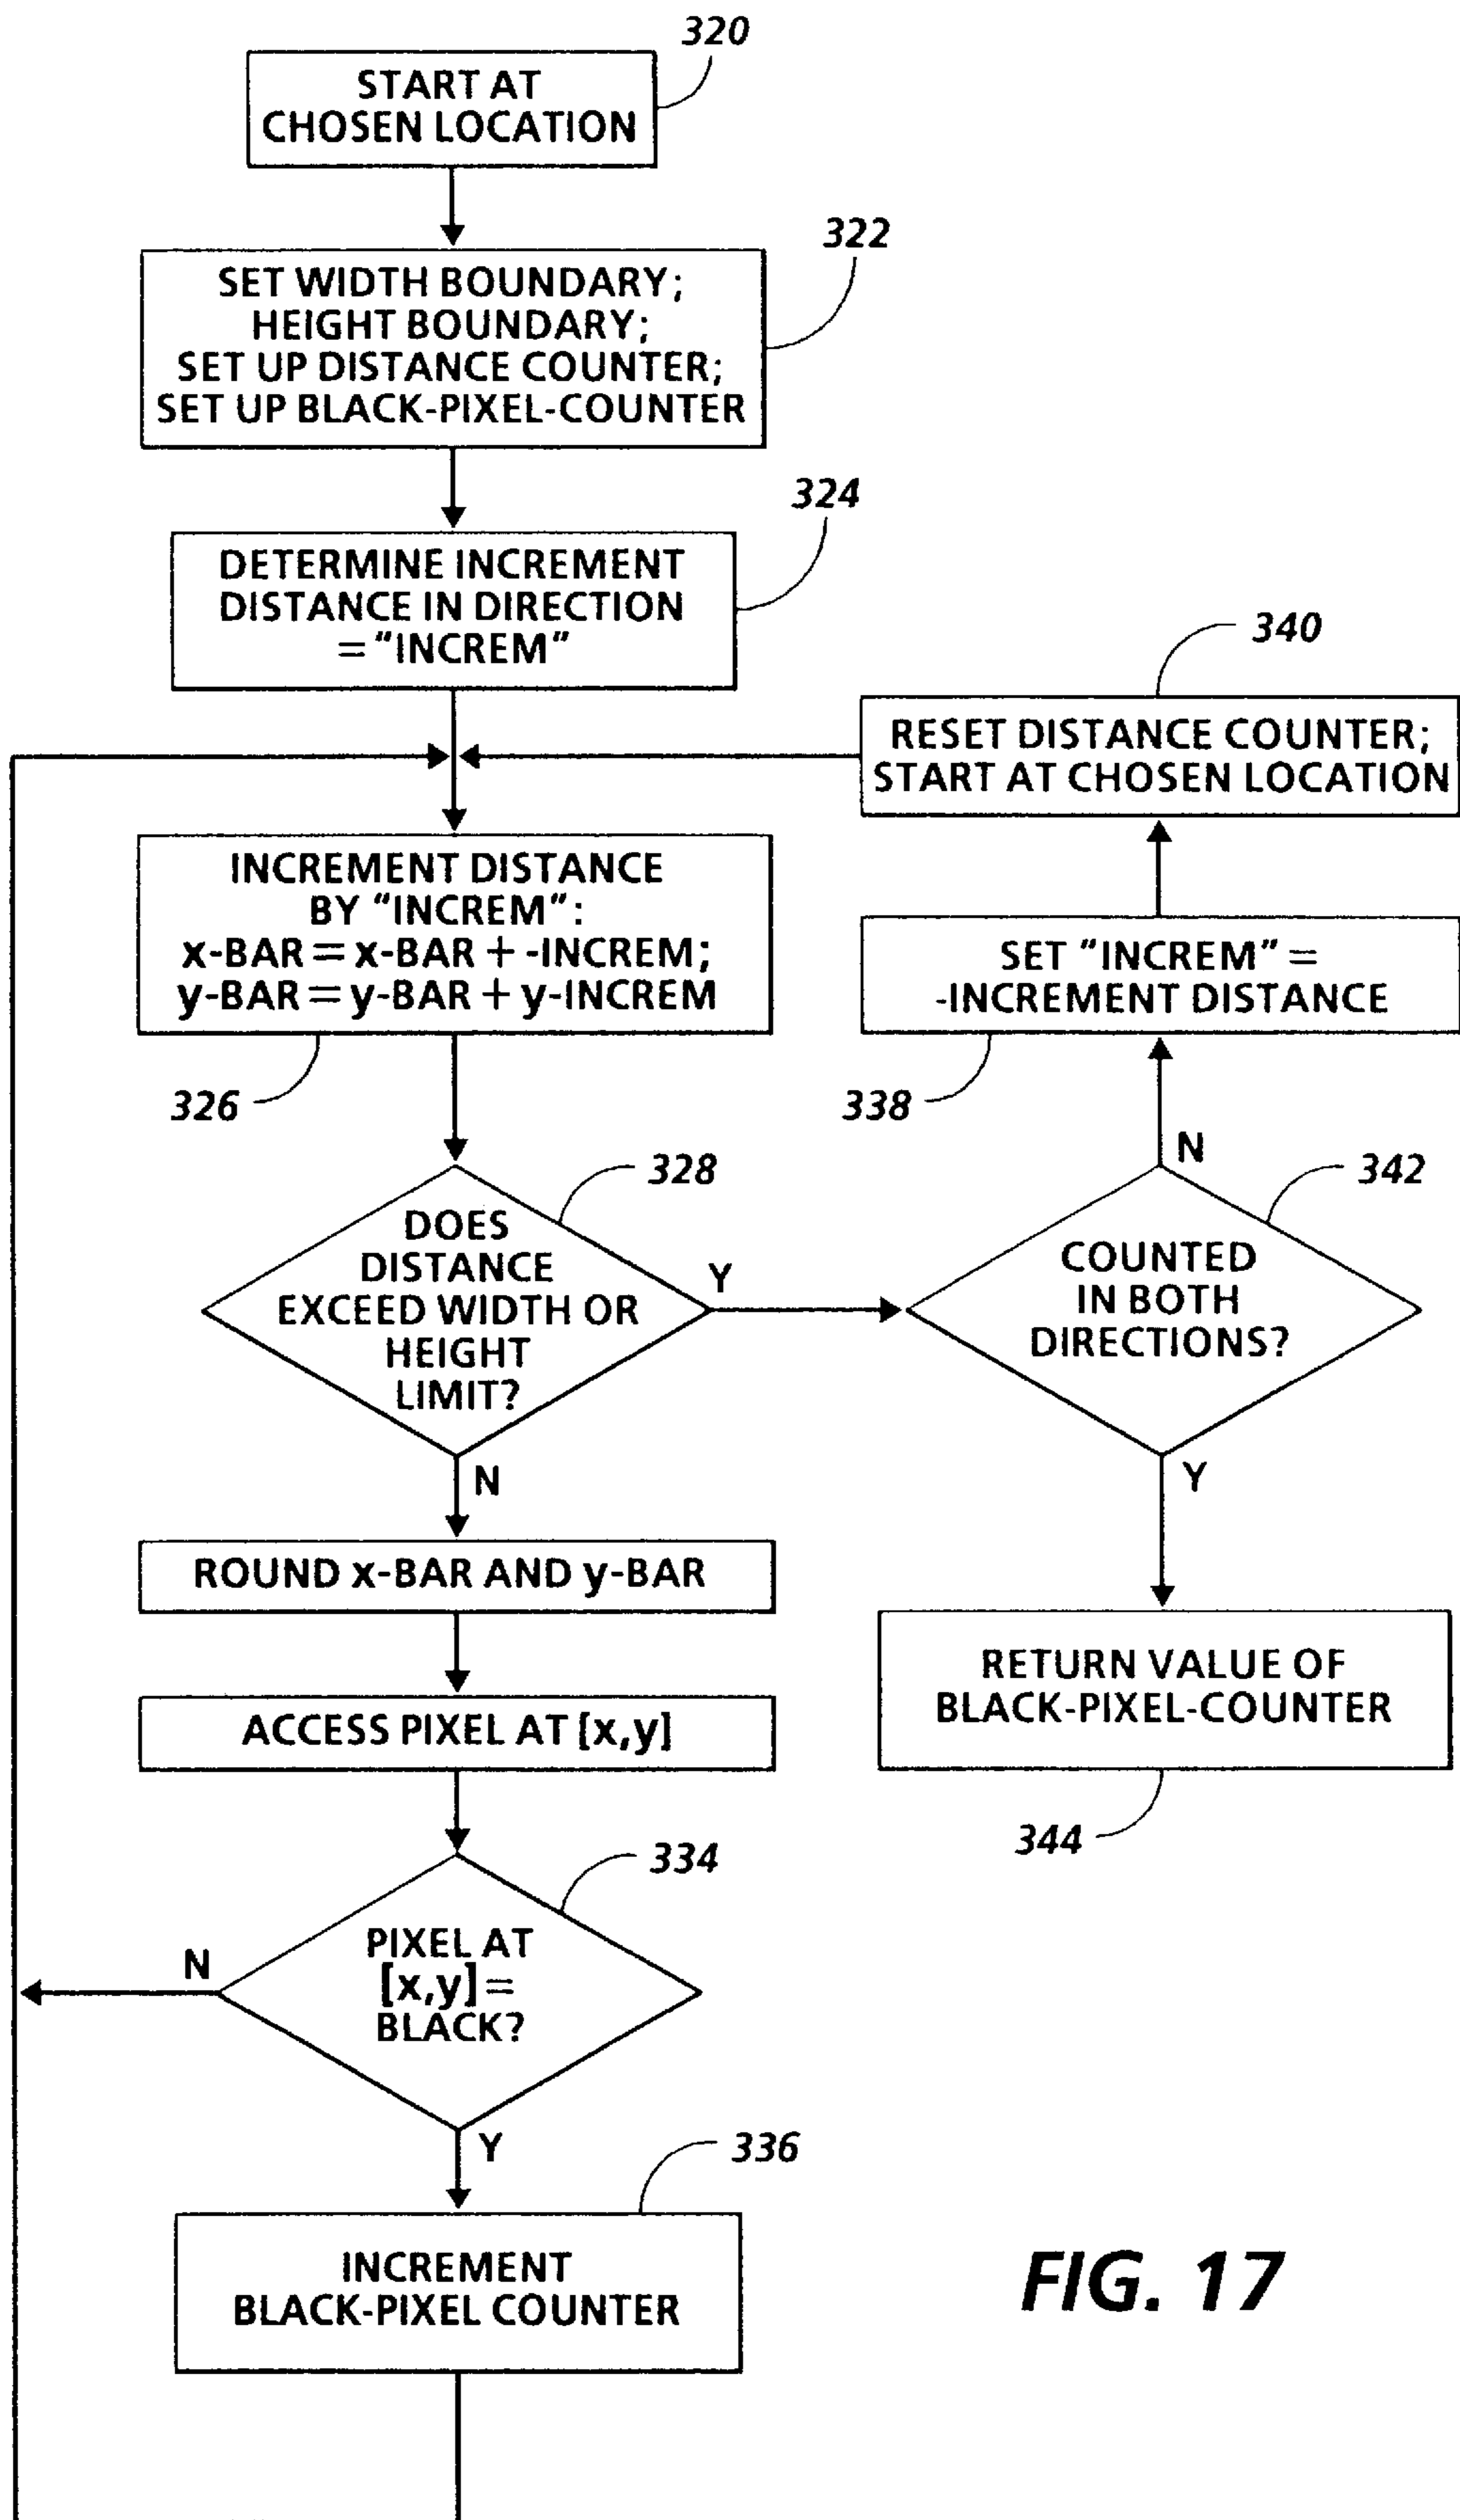 320
START AT
CHOSEN LOCATION
322
SET WIDTH BOUNDARY;
HEIGHT BOUNDARY;
SET UP DISTANCE COUNTER;
SET UP BLACK-PIXEL-COUNTER
324
DETERMINE INCREMENT
DISTANCE IN DIRECTION
="INCREM"
340
RESET DISTANCE COUNTER;
START AT CHOSEN LOCATION
INCREMENT DISTANCE
BY "INCREM":
x-BAR = x-BAR + -INCREM;
y-BAR = y-BAR + y-INCREM
326
SET "INCREM" =
-INCREMENT DISTANCE
338
N
328
DOES
DISTANCE
EXCEED WIDTH OR
HEIGHT
LIMIT?
Y
342
COUNTED
IN BOTH
DIRECTIONS?
N
Y
ROUND x-BAR AND y-BAR
ACCESS PIXEL AT [x,y]
RETURN VALUE OF
BLACK-PIXEL-COUNTER
344
334
PIXEL AT
[x,y] =
BLACK?
N
Y
336
INCREMENT
BLACK-PIXEL COUNTER
FIG. 17